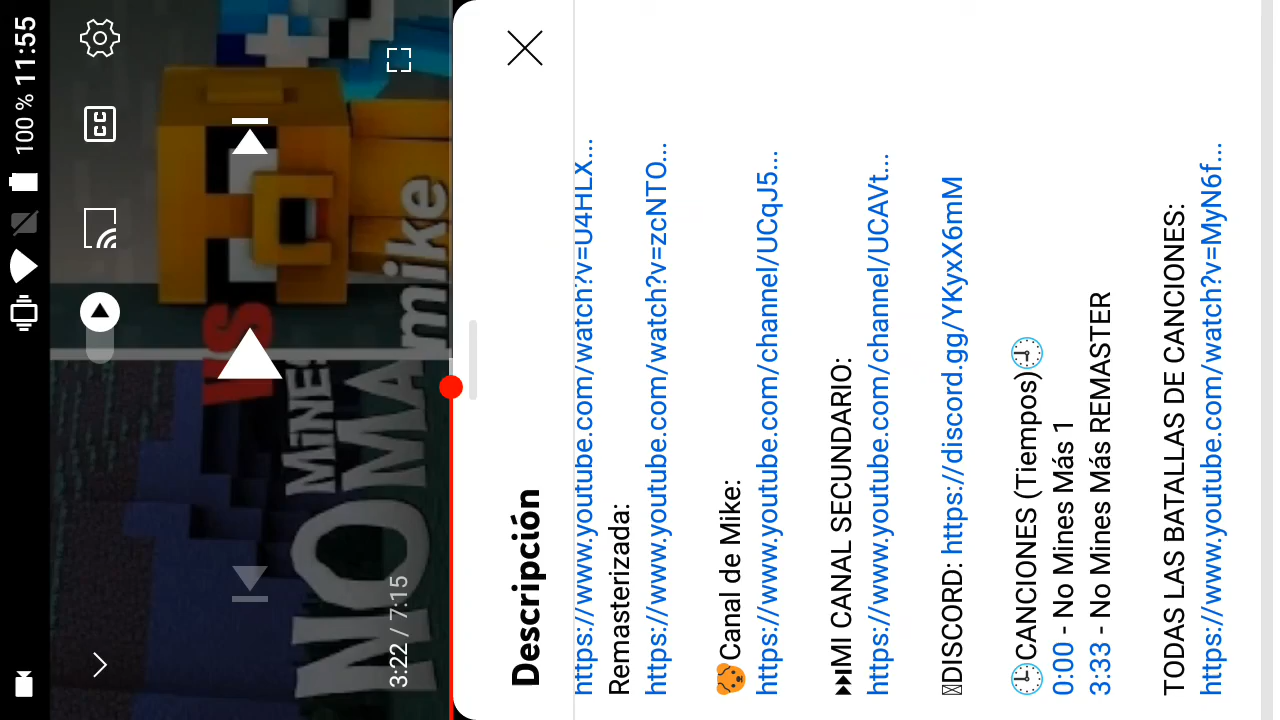 100 % 11:55
CC
VS
MINES
NO MA
mike
3:22 / 7:15
Descripción
https://www.youtube.com/watch?v=U4HLX...
Remasterizada:
https://www.youtube.com/watch?v=zcNTO...
🐶Canal de Mike:
https://www.youtube.com/channel/UCqJ5...
⏭MI CANAL SECUNDARIO:
https://www.youtube.com/channel/UCAVt...
DISCORD: https://discord.gg/YKyxX6mM
🕒CANCIONES (Tiempos)🕒
0:00 - No Mines Más 1
3:33 - No Mines Más REMASTER
TODAS LAS BATALLAS DE CANCIONES:
https://www.youtube.com/watch?v=MyN6f...